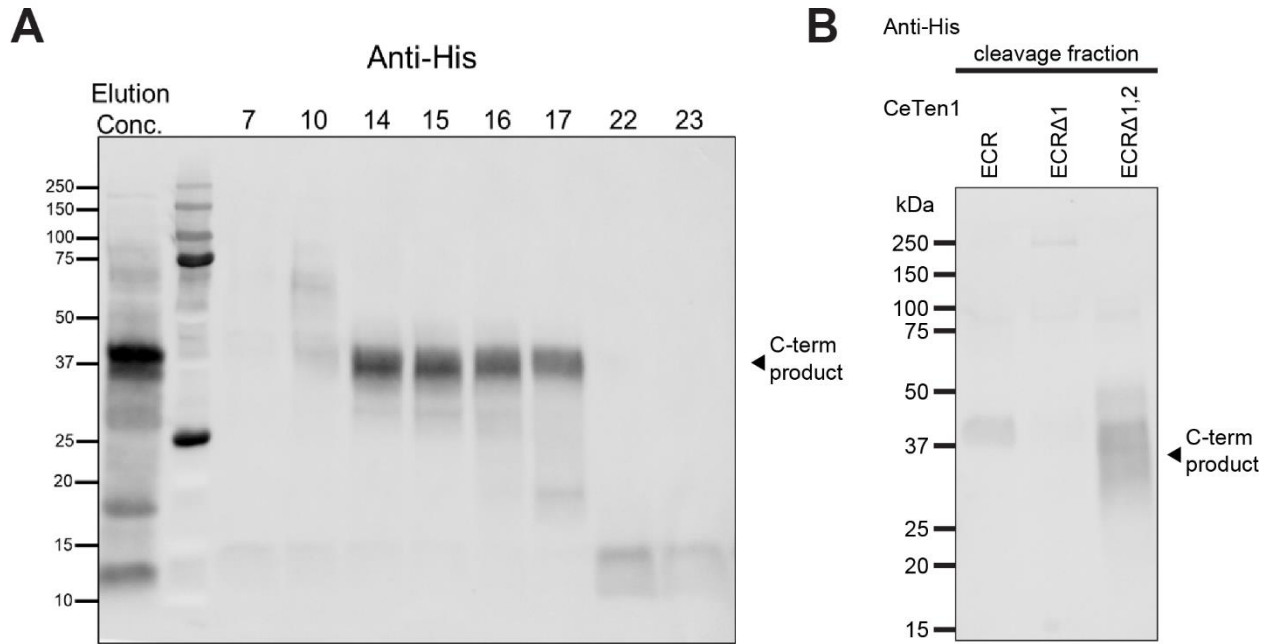 A
Anti-His
Elution
Conc.
7 10 14 15 16 17 22 23
250
150
100
75
50
37
25
20
15
10
C-term
product
B
Anti-His
cleavage fraction
CeTen1
ECR
ECRΔ1
ECRΔ1,2
kDa
250
150
100
75
50
37
25
20
15
C-term
product